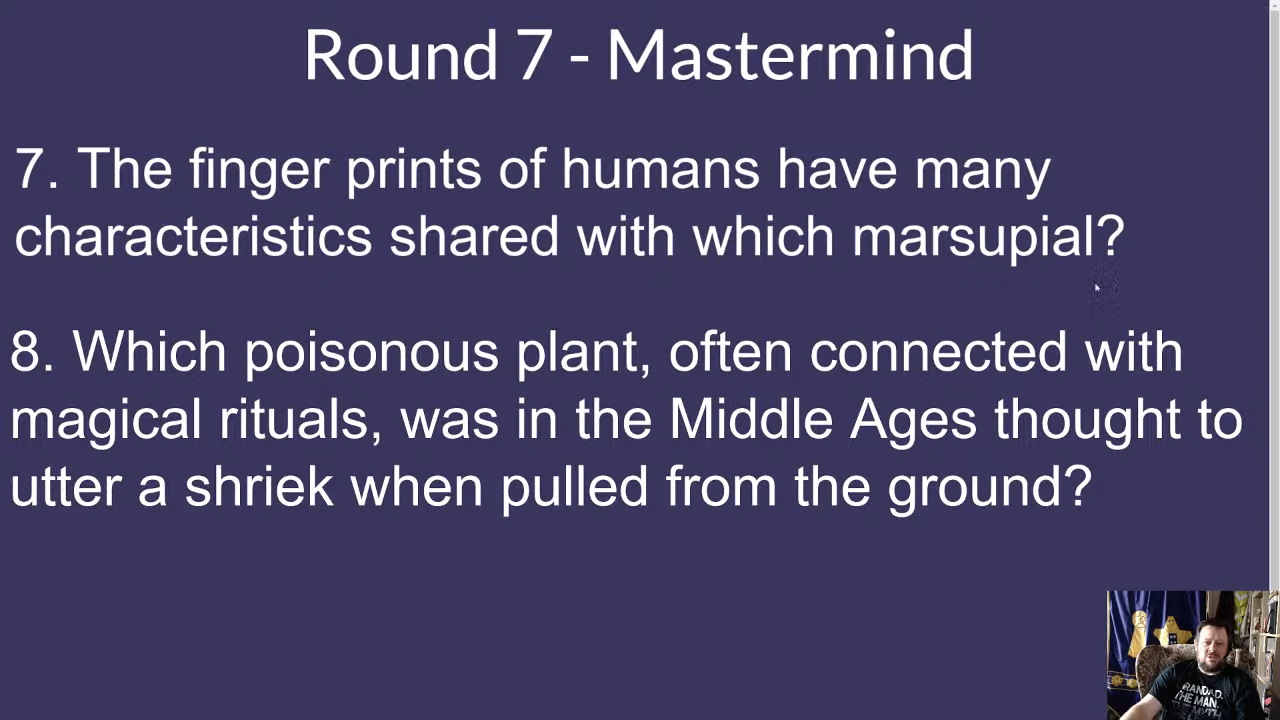 Round 7 - Mastermind
7. The finger prints of humans have many
characteristics shared with which marsupial?
8. Which poisonous plant, often connected with
magical rituals, was in the Middle Ages thought to
utter a shriek when pulled from the ground?
THE MAN.